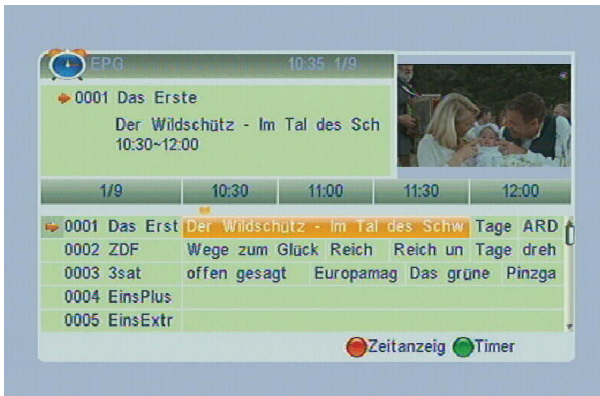 EPG 10:35 1/9
0001 Das Erste
Der Wildschütz - Im Tal des Sch
10:30~12:00
1/9 10:30 11:00 11:30 12:00
0001 Das Erst Der Wildschütz - Im Tal des Schw Tage ARD
0002 ZDF Wege zum Glück Reich Reich un Tage dreh
0003 3sat offen gesagt Europamag Das grüne Pinzga
0004 EinsPlus
0005 EinsExtr
Zeitanzeig Timer